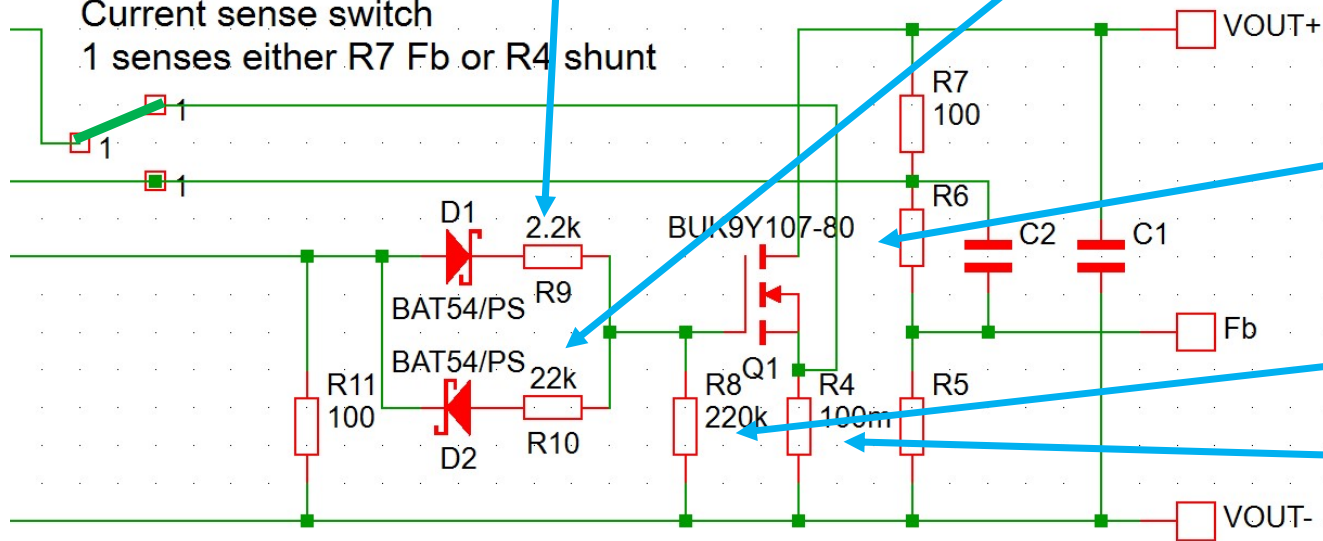 Current sense switch
1 senses either R7 Fb or R4 shunt
VOUT+
R7
100
1
1
1
R6
D1
2.2k
BUK9Y107-80
C2
C1
R9
BAT54/PS
Fb
BAT54/PS
22k
Q1
R11
100
R8
220k
R4
100m
R5
R10
D2
VOUT-